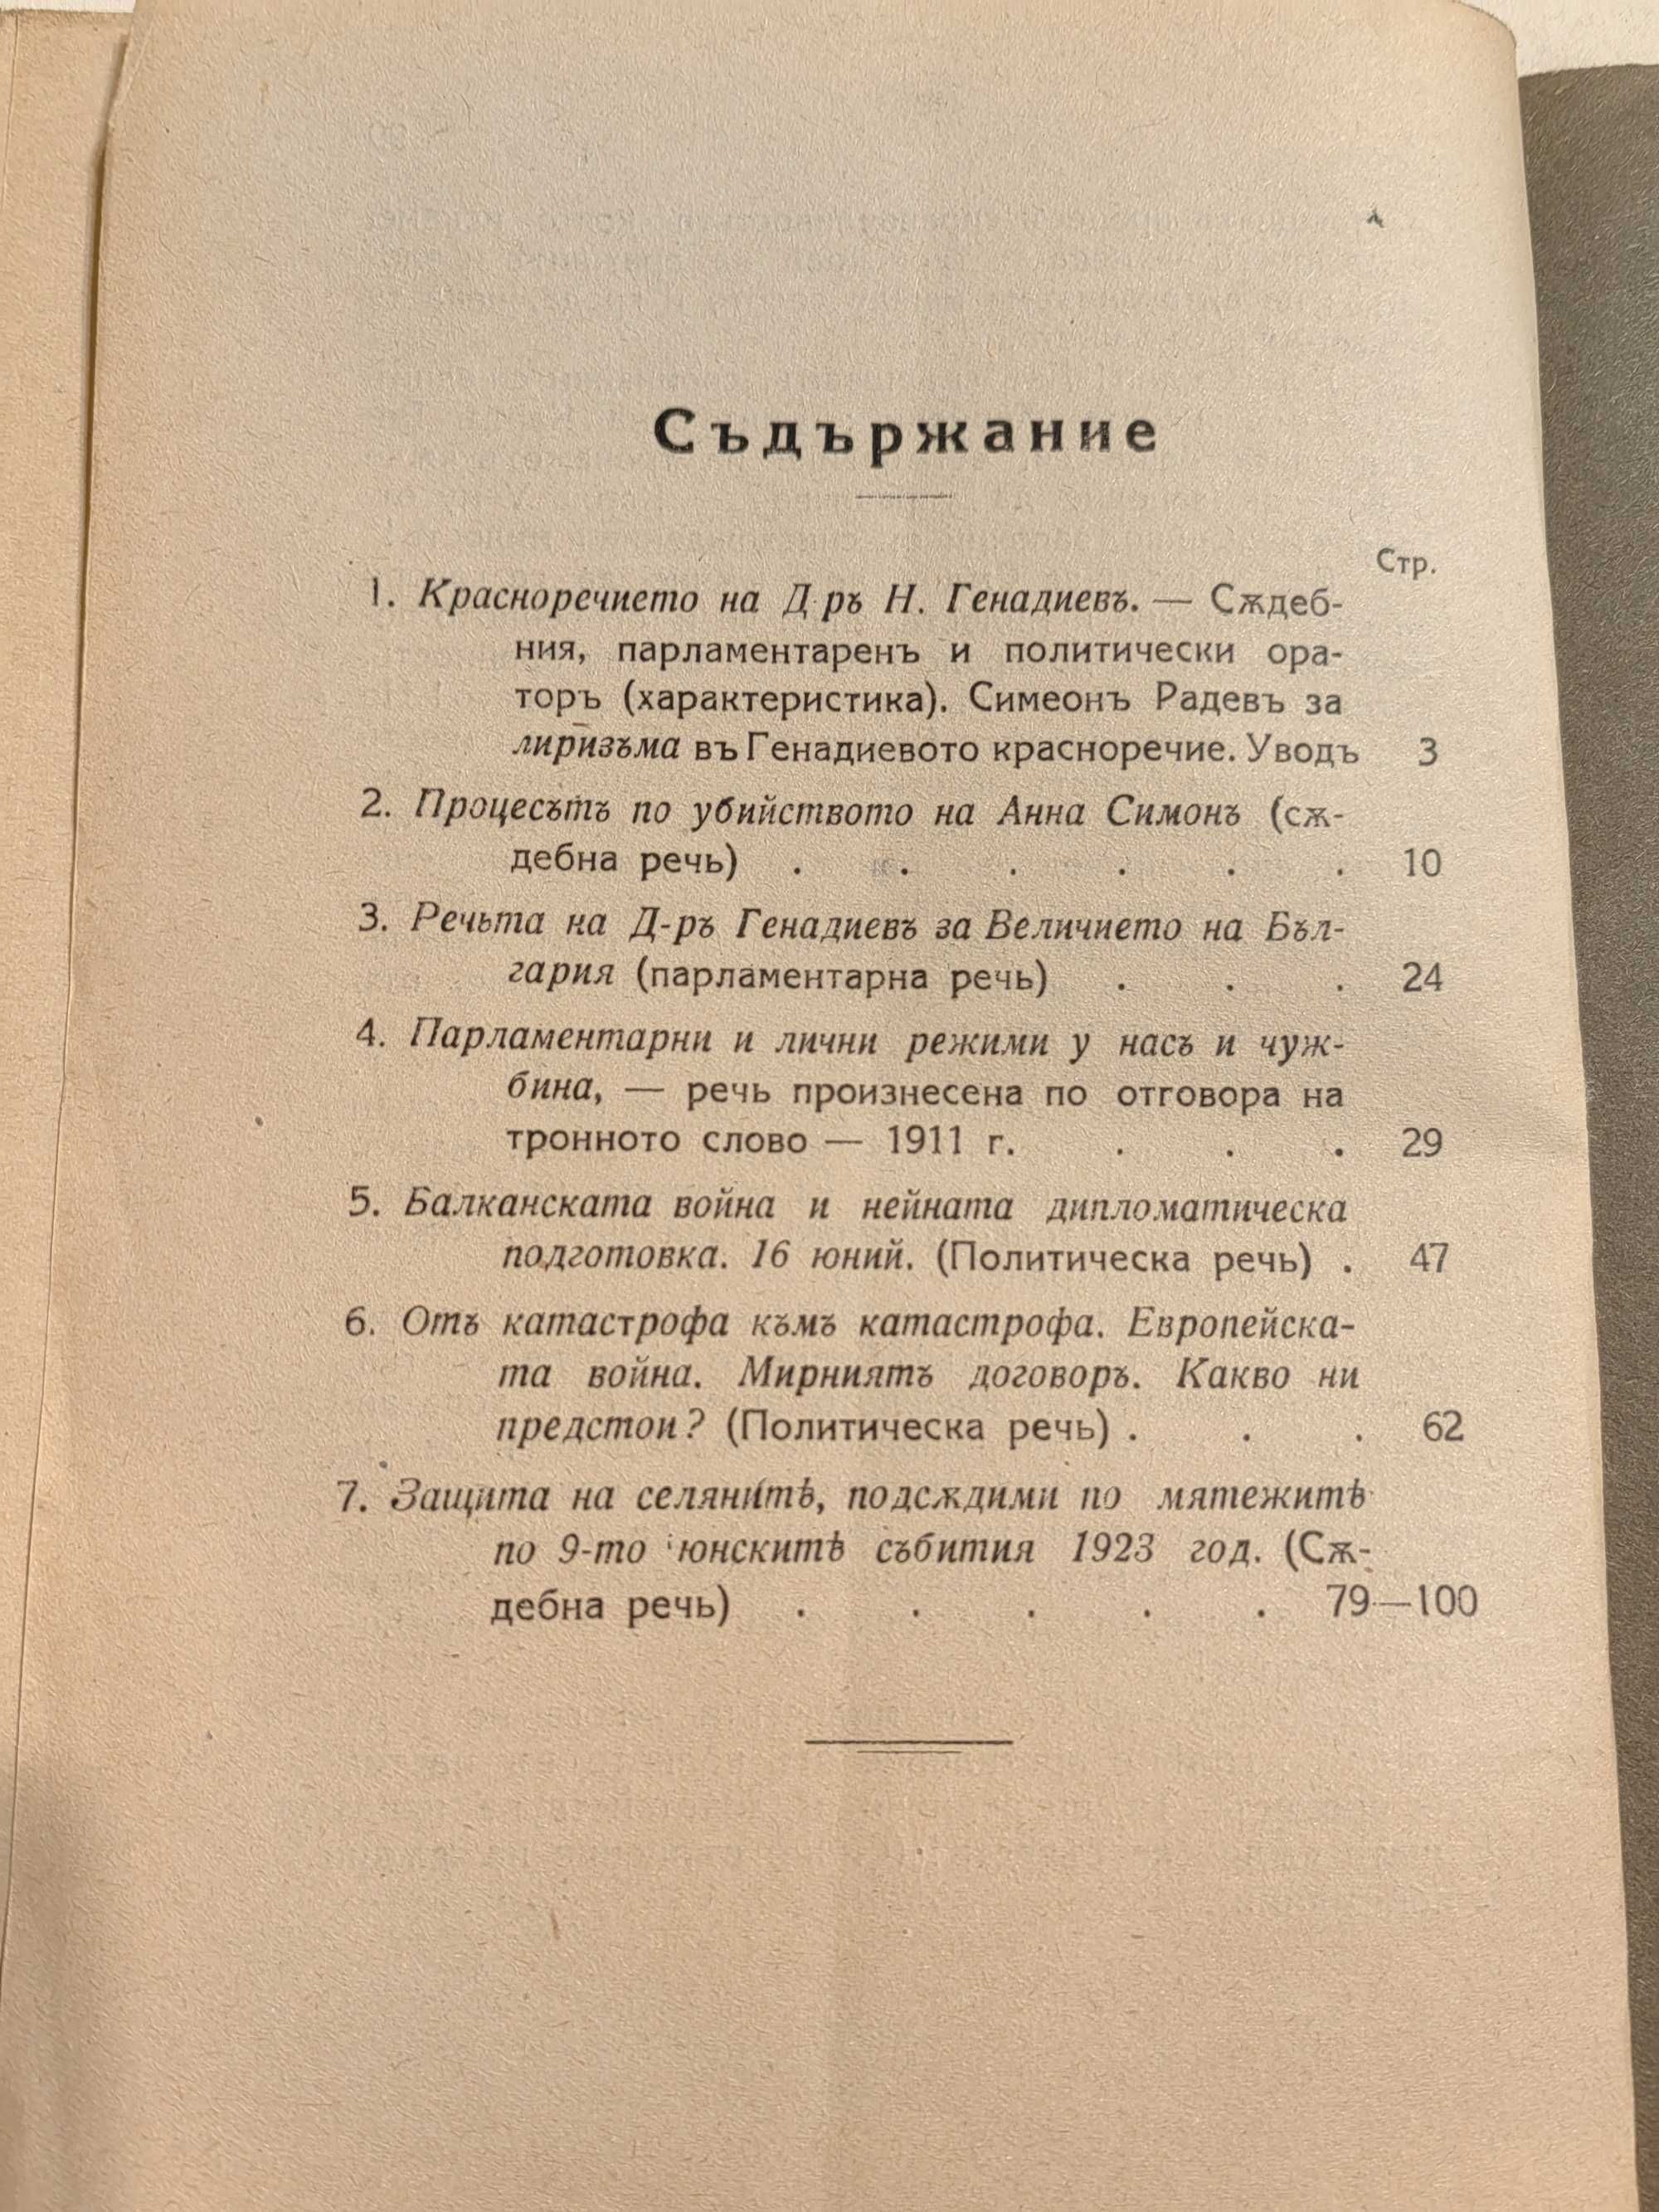 Съдържание
Стр.
1. Красноречието на Д-ръ Н. Генадиевъ. — Сѫдеб-
ния, парламентаренъ и политически ора-
торъ (характеристика). Симеонъ Радевъ за
лиризъма въ Генадиевото красноречие. Уводъ 3
2. Процесътъ по убийството на Анна Симонъ (сѫ-
дебна речь) . . . . . . 10
3. Речьта на Д-ръ Генадиевъ за Величието на Бъл-
гария (парламентарна речь) . . . 24
4. Парламентарни и лични режими у насъ и чуж-
бина, — речь произнесена по отговора на
тронното слово — 1911 г. . . . 29
5. Балканската война и нейната дипломатическа
подготовка. 16 юний. (Политическа речь) . 47
6. Отъ катастрофа къмъ катастрофа. Европейска-
та война. Мирниятъ договоръ. Какво ни
предстои? (Политическа речь) . . . 62
7. Защита на селянитѣ, подсѫдими по мятежитѣ
по 9-то юнскитѣ събития 1923 год. (Сѫ-
дебна речь) . . . . . 79—100